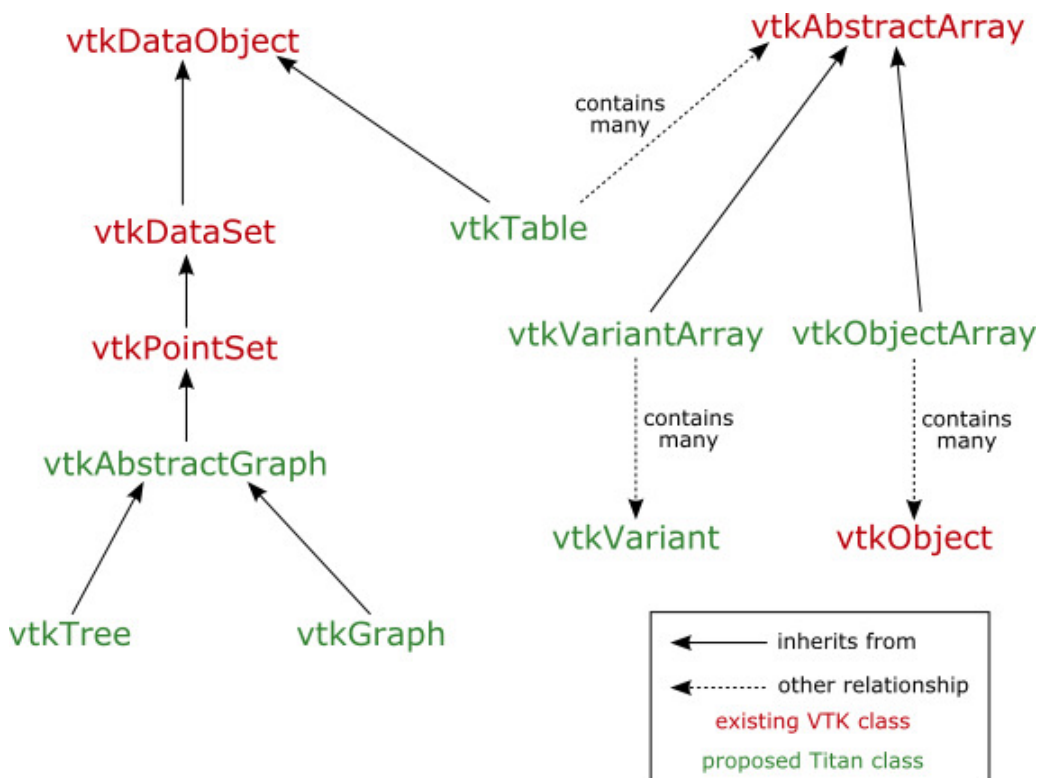 vtkDataObject
vtkAbstractArray
contains
many
vtkDataSet
vtkTable
vtkPointSet
vtkVariantArray
vtkObjectArray
contains
many
contains
many
vtkAbstractGraph
vtkVariant
vtkObject
vtkTree
vtkGraph
inherits from
other relationship
existing VTK class
proposed Titan class